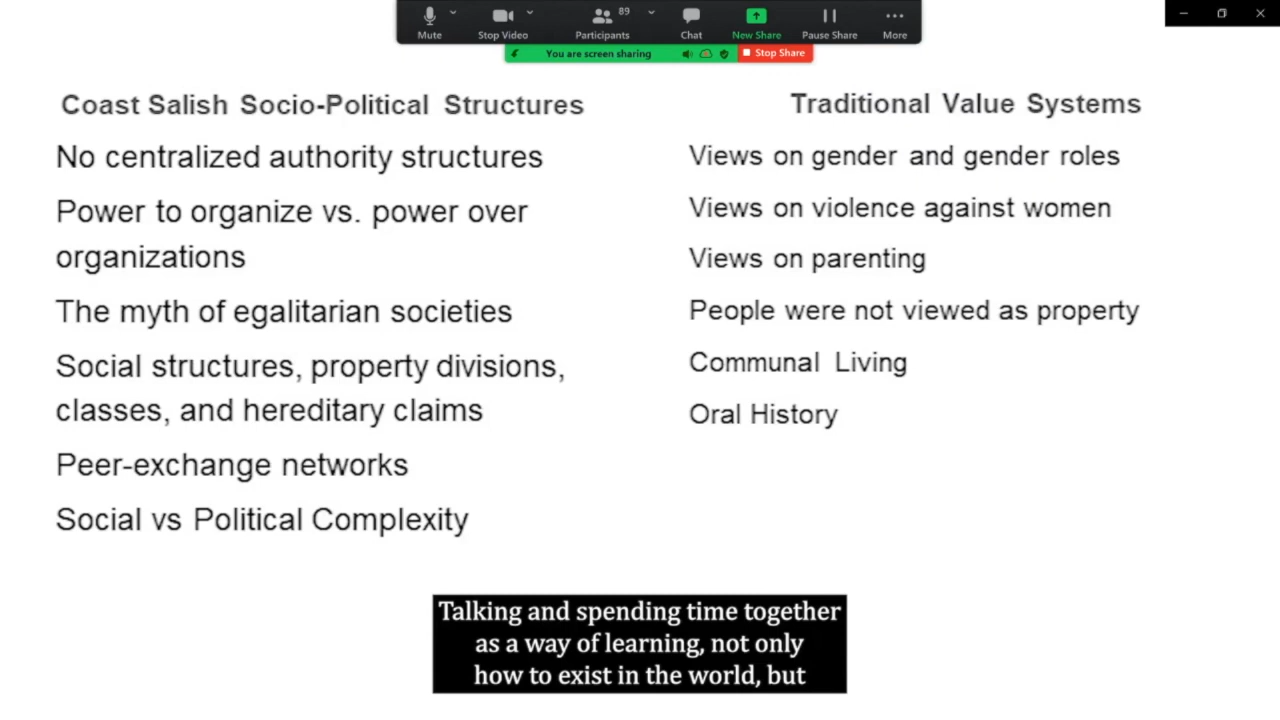 89
Mute
Stop Video
Participants
Chat
New Share
Pause Share
More
You are screen sharing
Stop Share
Coast Salish Socio-Political Structures
No centralized authority structures
Power to organize vs. power over
organizations
The myth of egalitarian societies
Social structures, property divisions,
classes, and hereditary claims
Peer-exchange networks
Social vs Political Complexity
Traditional Value Systems
Views on gender and gender roles
Views on violence against women
Views on parenting
People were not viewed as property
Communal Living
Oral History
Talking and spending time together
as a way of learning, not only
how to exist in the world, but